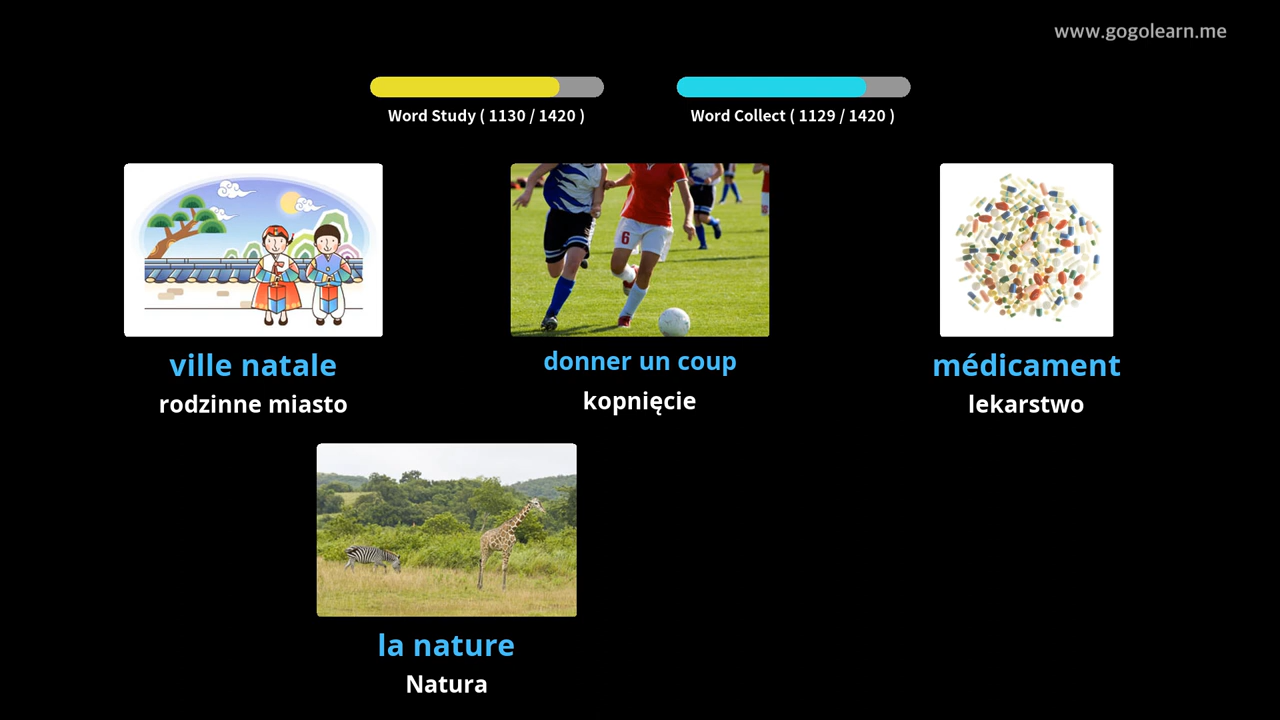 www.gogolearn.me
Word Study ( 1130 / 1420 )
Word Collect ( 1129 / 1420 )
6
ville natale
rodzinne miasto
donner un coup
kopnięcie
médicament
lekarstwo
la nature
Natura